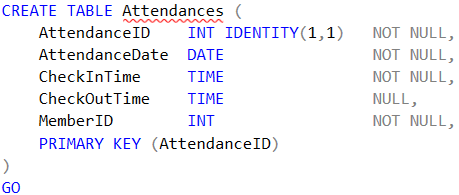 CREATE TABLE Attendances (
AttendanceID INT IDENTITY(1,1) NOT NULL,
AttendanceDate DATE NOT NULL,
CheckInTime TIME NOT NULL,
CheckOutTime TIME NULL,
MemberID INT NOT NULL,
PRIMARY KEY (AttendanceID)
)
GO